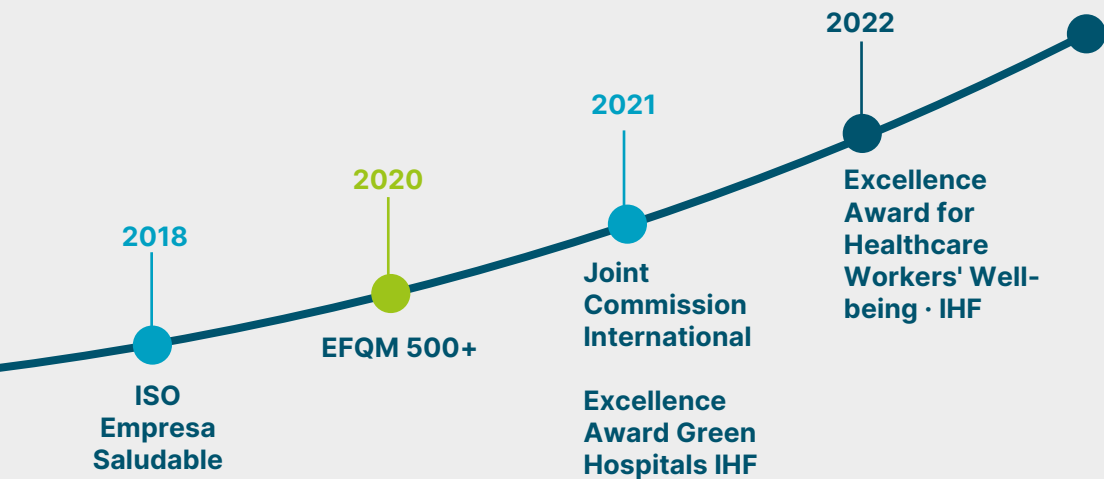 2018
ISO
Empresa
Saludable
2020
EFQM 500+
2021
Joint
Commission
International
Excellence
Award Green
Hospitals IHF
2022
Excellence
Award for
Healthcare
Workers' Well-
being · IHF